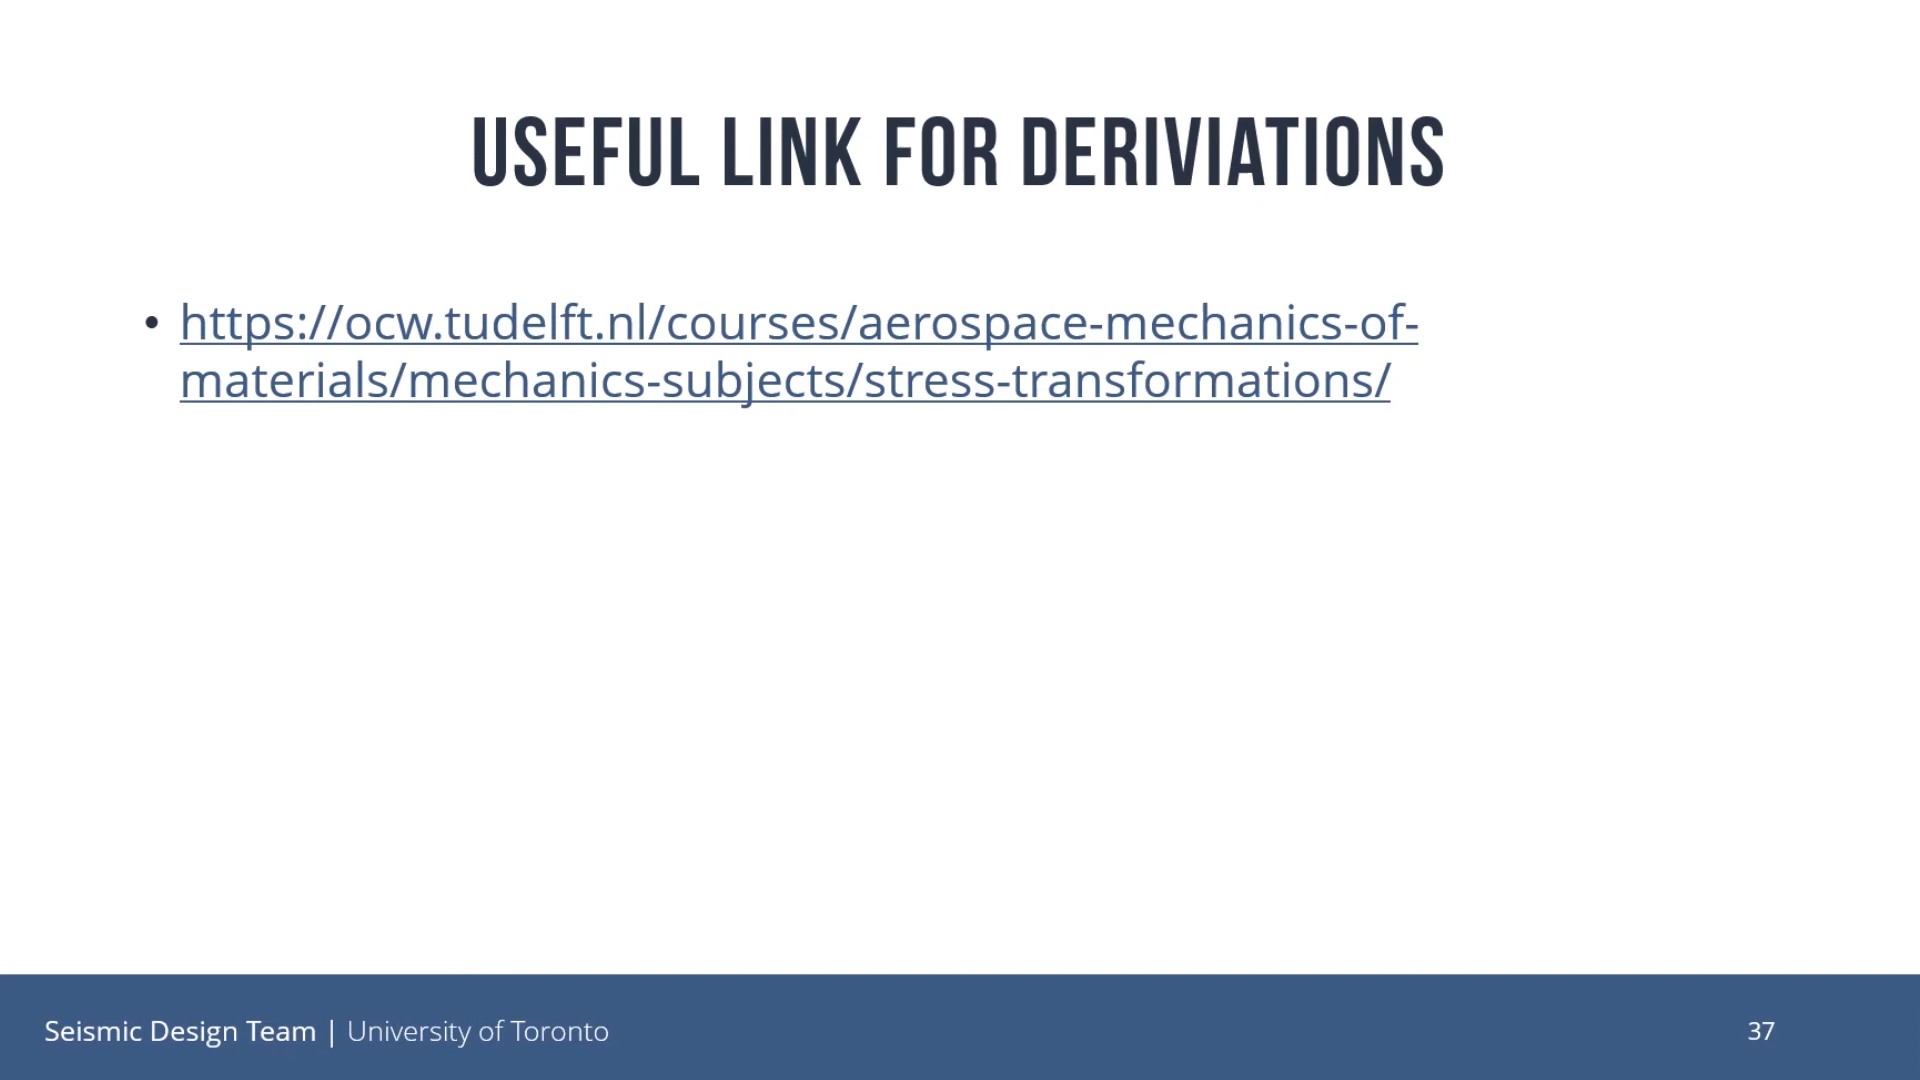 USEFUL LINK FOR DERIVIATIONS
• https://ocw.tudelft.nl/courses/aerospace-mechanics-of-
materials/mechanics-subjects/stress-transformations/
Seismic Design Team | University of Toronto
37